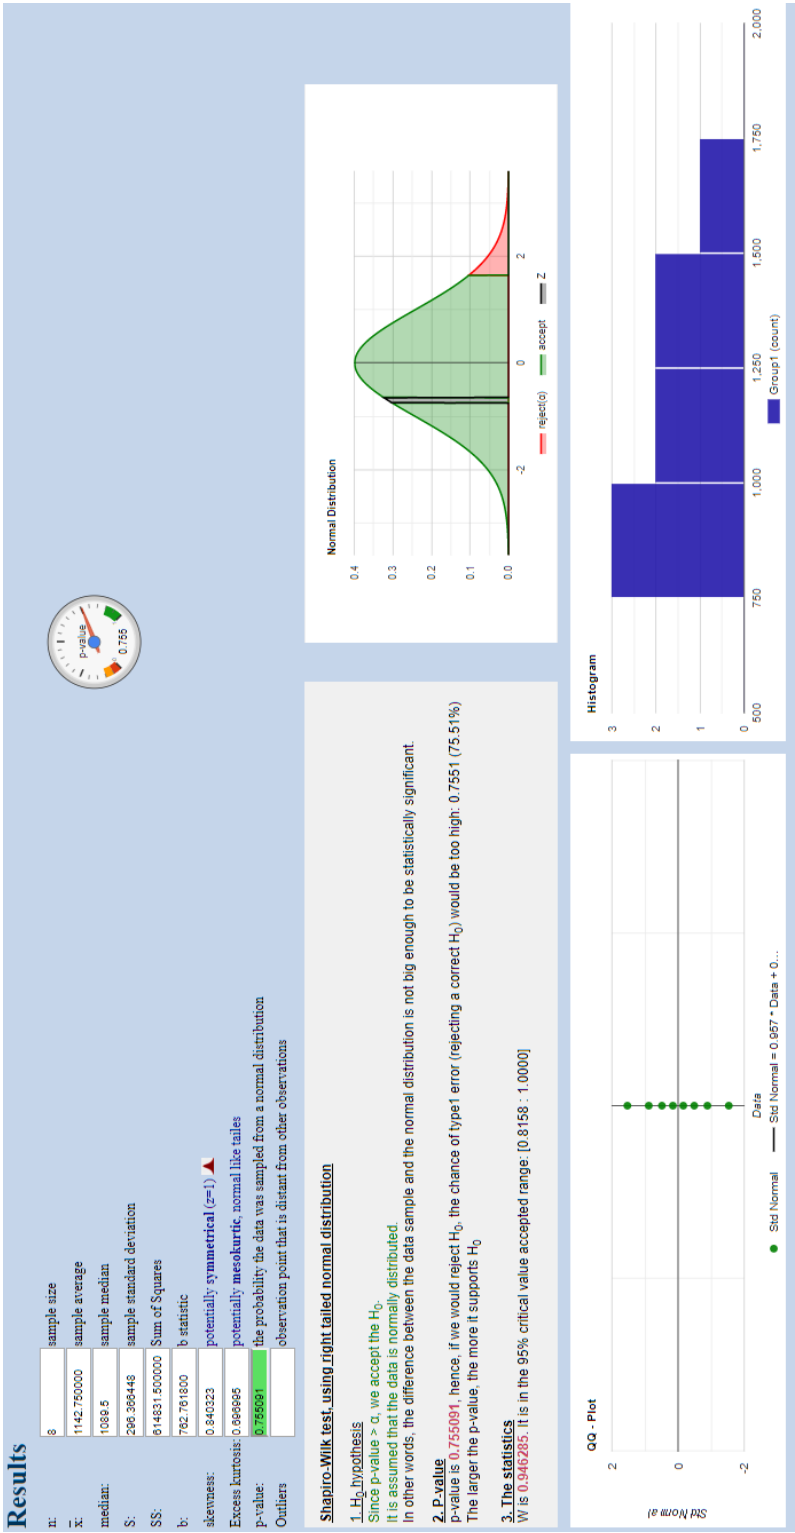 Results
n: 8 sample size
x̄: 1142.750000 sample average
median: 1089.5 sample median
S: 296.366448 sample standard deviation
SS: 614831.500000 Sum of Squares
b: 762.761800 b statistic
skewness: 0.840323 potentially symmetrical (z=1)
Excess kurtosis: 0.696995 potentially mesokurtic, normal like tailes
p-value: 0.755091 the probability the data was sampled from a normal distribution
Outliers observation point that is distant from other observations
p-value
0.755
Shapiro-Wilk test, using right tailed normal distribution
1. H0 hypothesis
Since p-value > α, we accept the H0.
It is assumed that the data is normally distributed.
In other words, the difference between the data sample and the normal distribution is not big enough to be statistically significant.
2. P-value
p-value is 0.755091, hence, if we would reject H0, the chance of type1 error (rejecting a correct H0) would be too high: 0.7551 (75.51%)
The larger the p-value, the more it supports H0
3. The statistics
W is 0.946285. It is in the 95% critical value accepted range: [0.8158 : 1.0000]
Normal Distribution
0.4
0.3
0.2
0.1
0.0
-2 0 2
reject(α) accept Z
QQ - Plot
Std Normal
2
0
-2
Data
Std Normal Std Normal = 0.957 * Data + 0...
Histogram
3
2
1
0
500 750 1,000 1,250 1,500 1,750 2,000
Group1 (count)